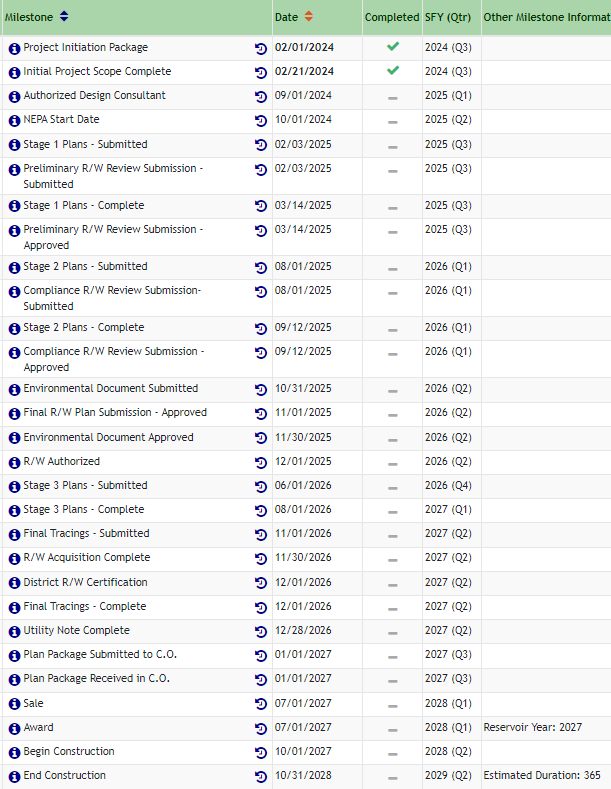 Milestone Date Completed SFY (Qtr) Other Milestone Informat
Project Initiation Package 02/01/2024 2024 (Q3)
Initial Project Scope Complete 02/21/2024 2024 (Q3)
Authorized Design Consultant 09/01/2024 2025 (Q1)
NEPA Start Date 10/01/2024 2025 (Q2)
Stage 1 Plans - Submitted 02/03/2025 2025 (Q3)
Preliminary R/W Review Submission - 02/03/2025 2025 (Q3)
Submitted
Stage 1 Plans - Complete 03/14/2025 2025 (Q3)
Preliminary R/W Review Submission - 03/14/2025 2025 (Q3)
Approved
Stage 2 Plans - Submitted 08/01/2025 2026 (Q1)
Compliance R/W Review Submission- 08/01/2025 2026 (Q1)
Submitted
Stage 2 Plans - Complete 09/12/2025 2026 (Q1)
Compliance R/W Review Submission - 09/12/2025 2026 (Q1)
Approved
Environmental Document Submitted 10/31/2025 2026 (Q2)
Final R/W Plan Submission - Approved 11/01/2025 2026 (Q2)
Environmental Document Approved 11/30/2025 2026 (Q2)
R/W Authorized 12/01/2025 2026 (Q2)
Stage 3 Plans - Submitted 06/01/2026 2026 (Q4)
Stage 3 Plans - Complete 08/01/2026 2027 (Q1)
Final Tracings - Submitted 11/01/2026 2027 (Q2)
R/W Acquisition Complete 11/30/2026 2027 (Q2)
District R/W Certification 12/01/2026 2027 (Q2)
Final Tracings - Complete 12/01/2026 2027 (Q2)
Utility Note Complete 12/28/2026 2027 (Q2)
Plan Package Submitted to C.O. 01/01/2027 2027 (Q3)
Plan Package Received in C.O. 01/01/2027 2027 (Q3)
Sale 07/01/2027 2028 (Q1)
Award 07/01/2027 2028 (Q1) Reservoir Year: 2027
Begin Construction 10/01/2027 2028 (Q2)
End Construction 10/31/2028 2029 (Q2) Estimated Duration: 365